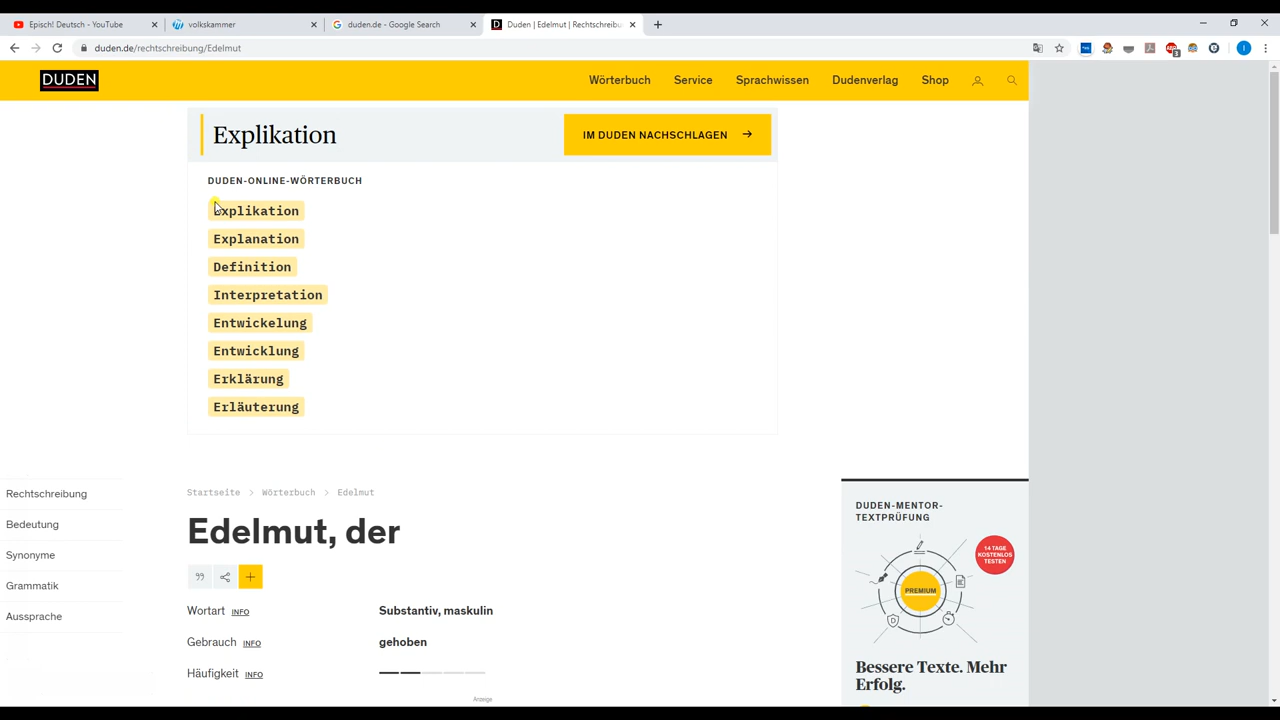 Episch! Deutsch - YouTube
volkskammer
duden.de - Google Search
Duden | Edelmut | Rechtschreibu
duden.de/rechtschreibung/Edelmut
DUDEN
Wörterbuch
Service
Sprachwissen
Dudenverlag
Shop
Explikation
IM DUDEN NACHSCHLAGEN
DUDEN-ONLINE-WÖRTERBUCH
Explikation
Explanation
Definition
Interpretation
Entwickelung
Entwicklung
Erklärung
Erläuterung
Rechtschreibung
Bedeutung
Synonyme
Grammatik
Aussprache
Startseite > Wörterbuch > Edelmut
Edelmut, der
Wortart INFO Substantiv, maskulin
Gebrauch INFO gehoben
Häufigkeit INFO
Anzeige
DUDEN-MENTOR-
TEXTPRÜFUNG
14 TAGE
KOSTENLOS
TESTEN
PREMIUM
Bessere Texte. Mehr
Erfolg.